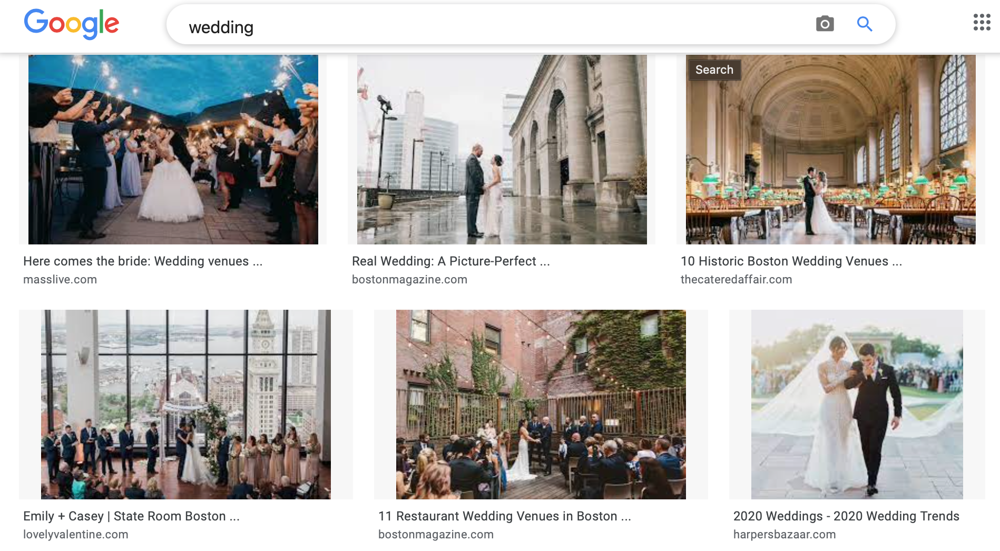 Google
wedding
Search
Here comes the bride: Wedding venues ...
masslive.com
Real Wedding: A Picture-Perfect ...
bostonmagazine.com
10 Historic Boston Wedding Venues ...
thecateredaffair.com
Emily + Casey | State Room Boston ...
lovelyvalentine.com
11 Restaurant Wedding Venues in Boston ...
bostonmagazine.com
2020 Weddings - 2020 Wedding Trends
harpersbazaar.com